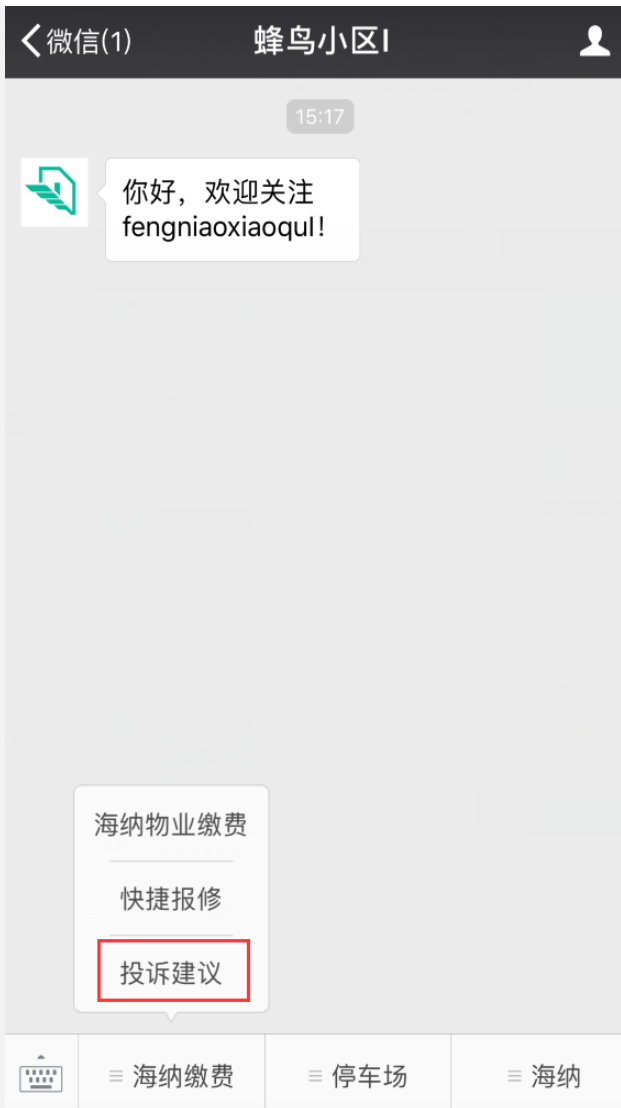 微信(1)
蜂鸟小区I
15:17
你好，欢迎关注
fengniaoxiaoquI！
海纳物业缴费
快捷报修
投诉建议
海纳缴费
停车场
海纳